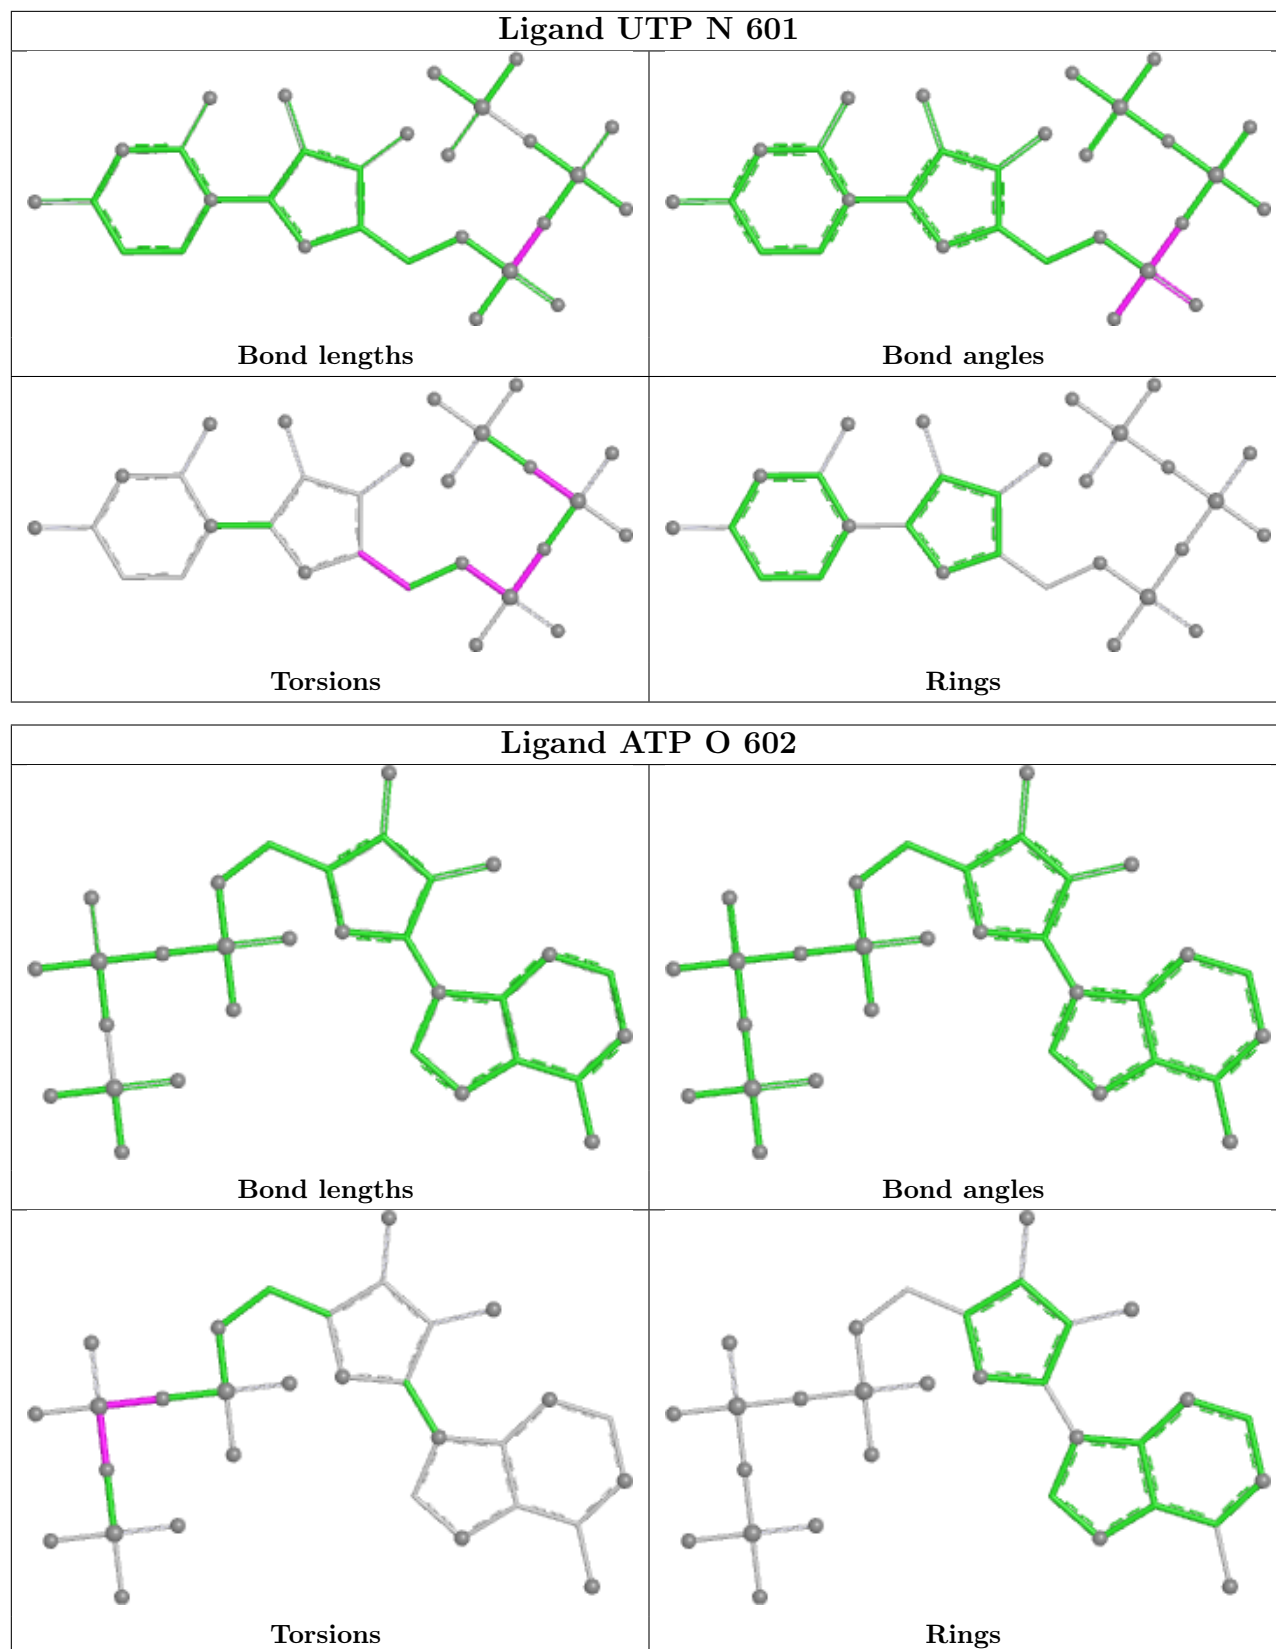 Ligand UTP N 601
Bond lengths
Bond angles
Torsions
Rings
Ligand ATP O 602
Bond lengths
Bond angles
Torsions
Rings